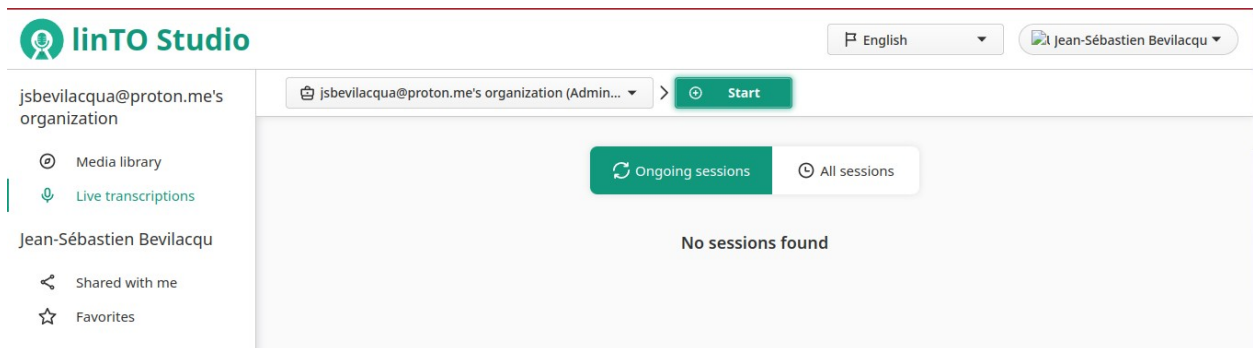 linTO Studio
English
Jean-Sébastien Bevilacqu
jsbevilacqua@proton.me's
organization
jsbevilacqua@proton.me's organization (Admin...
Start
Media library
Live transcriptions
Jean-Sébastien Bevilacqu
Shared with me
Favorites
Ongoing sessions
All sessions
No sessions found